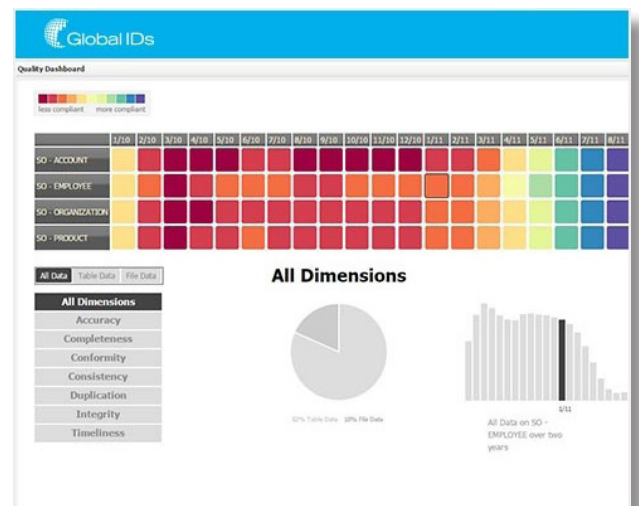 Global IDs
Quality Dashboard
less compliant more compliant
1/10 2/10 3/10 4/10 5/10 6/10 7/10 8/10 9/10 10/10 11/10 12/10 1/11 2/11 3/11 4/11 5/11 6/11 7/11 8/11
SO - ACCOUNT
SO - EMPLOYEE
SO - ORGANIZATION
SO - PRODUCT
All Data Table Data File Data
All Dimensions
All Dimensions
Accuracy
Completeness
Conformity
Consistency
Duplication
Integrity
Timeliness
Table Data 18% File Data
1/11
All Data on SO -
EMPLOYEE over two
years